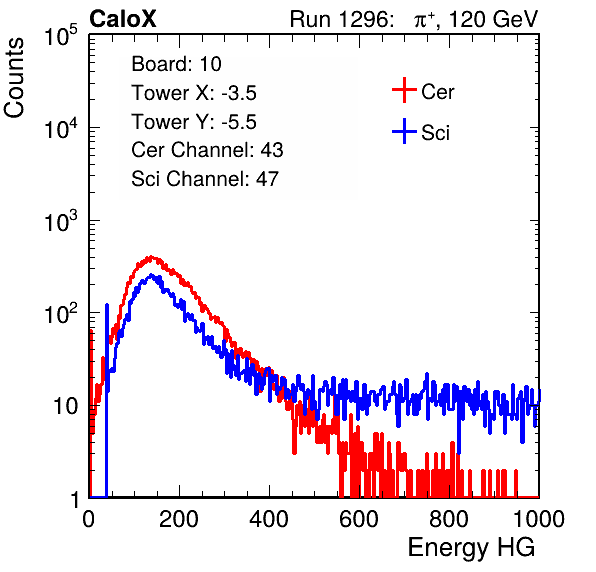 CaloX Run 1296: π⁺, 120 GeV
Counts
Board: 10
Tower X: -3.5
Tower Y: -5.5
Cer Channel: 43
Sci Channel: 47
Cer
Sci
10⁵
10⁴
10³
10²
10
1
0 200 400 600 800 1000
Energy HG